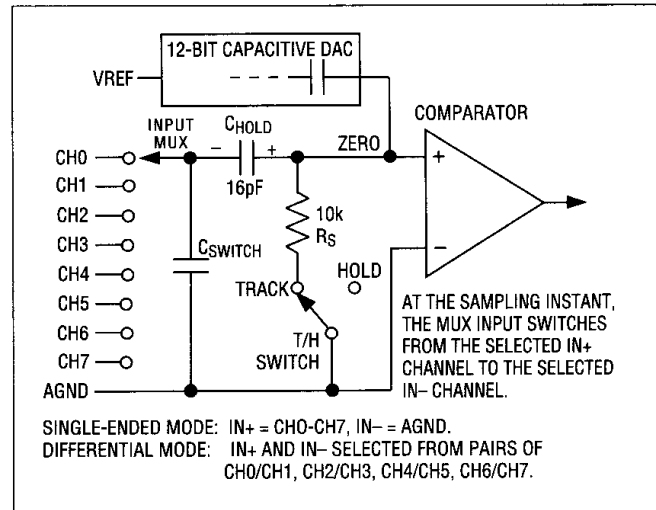 12-BIT CAPACITIVE DAC
VREF
COMPARATOR
INPUT
MUX
CHOLD
– +
16pF
ZERO
+
–
CH0
CH1
CH2
CH3
CH4
CH5
CH6
CH7
AGND
CSWITCH
10k
RS
TRACK
HOLD
T/H
SWITCH
AT THE SAMPLING INSTANT,
THE MUX INPUT SWITCHES
FROM THE SELECTED IN+
CHANNEL TO THE SELECTED
IN– CHANNEL.
SINGLE-ENDED MODE: IN+ = CHO-CH7, IN– = AGND.
DIFFERENTIAL MODE: IN+ AND IN– SELECTED FROM PAIRS OF
CH0/CH1, CH2/CH3, CH4/CH5, CH6/CH7.